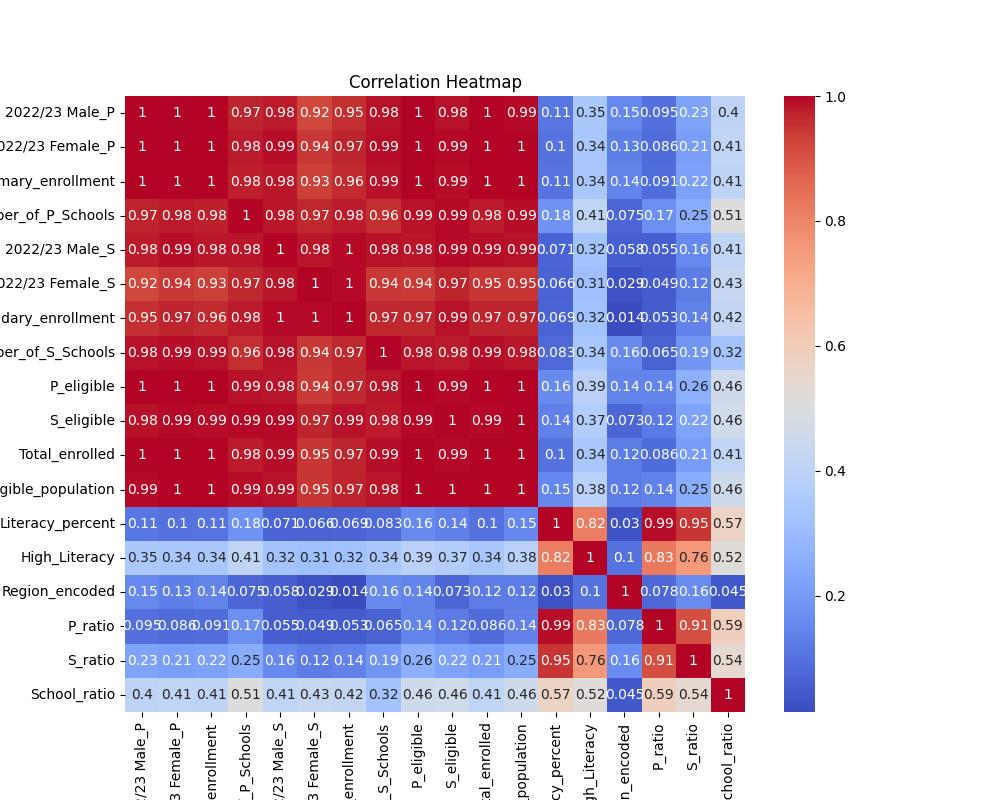 Correlation Heatmap
2022/23 Male_P 1 1 1 0.97 0.98 0.92 0.95 0.98 1 0.98 1 0.99 0.11 0.35 0.15 0.095 0.23 0.4
022/23 Female_P 1 1 1 0.98 0.99 0.94 0.97 0.99 1 0.99 1 1 0.1 0.34 0.13 0.086 0.21 0.41
mary_enrollment 1 1 1 0.98 0.98 0.93 0.96 0.99 1 0.99 1 1 0.11 0.34 0.14 0.091 0.22 0.41
ber_of_P_Schools 0.97 0.98 0.98 1 0.98 0.97 0.98 0.96 0.99 0.99 0.98 0.99 0.18 0.41 0.075 0.17 0.25 0.51
2022/23 Male_S 0.98 0.99 0.98 0.98 1 0.98 1 0.98 0.98 0.99 0.99 0.99 0.071 0.32 0.058 0.055 0.16 0.41
022/23 Female_S 0.92 0.94 0.93 0.97 0.98 1 1 0.94 0.94 0.97 0.95 0.95 0.066 0.31 0.029 0.049 0.12 0.43
dary_enrollment 0.95 0.97 0.96 0.98 1 1 1 0.97 0.97 0.99 0.97 0.97 0.069 0.32 0.014 0.053 0.14 0.42
ber_of_S_Schools 0.98 0.99 0.99 0.96 0.98 0.94 0.97 1 0.98 0.98 0.99 0.98 0.083 0.34 0.16 0.065 0.19 0.32
P_eligible 1 1 1 0.99 0.98 0.94 0.97 0.98 1 0.99 1 1 0.16 0.39 0.14 0.14 0.26 0.46
S_eligible 0.98 0.99 0.99 0.99 0.99 0.97 0.99 0.98 0.99 1 0.99 1 0.14 0.37 0.073 0.12 0.22 0.46
Total_enrolled 1 1 1 0.98 0.99 0.95 0.97 0.99 1 0.99 1 1 0.1 0.34 0.12 0.086 0.21 0.41
gible_population 0.99 1 1 0.99 0.99 0.95 0.97 0.98 1 1 1 1 0.15 0.38 0.12 0.14 0.25 0.46
Literacy_percent 0.11 0.1 0.11 0.18 0.071 0.066 0.069 0.083 0.16 0.14 0.1 0.15 1 0.82 0.03 0.99 0.95 0.57
High_Literacy 0.35 0.34 0.34 0.41 0.32 0.31 0.32 0.34 0.39 0.37 0.34 0.38 0.82 1 0.1 0.83 0.76 0.52
Region_encoded 0.15 0.13 0.14 0.075 0.058 0.029 0.014 0.16 0.14 0.073 0.12 0.12 0.03 0.1 1 0.078 0.16 0.045
P_ratio 0.095 0.086 0.091 0.17 0.055 0.049 0.053 0.065 0.14 0.12 0.086 0.14 0.99 0.83 0.078 1 0.91 0.59
S_ratio 0.23 0.21 0.22 0.25 0.16 0.12 0.14 0.19 0.26 0.22 0.21 0.25 0.95 0.76 0.16 0.91 1 0.54
School_ratio 0.4 0.41 0.41 0.51 0.41 0.43 0.42 0.32 0.46 0.46 0.41 0.46 0.57 0.52 0.045 0.59 0.54 1
2/23 Male_P
3 Female_P
enrollment
_P_Schools
2/23 Male_S
3 Female_S
enrollment
_S_Schools
P_eligible
S_eligible
tal_enrolled
population
cy_percent
gh_Literacy
n_encoded
P_ratio
S_ratio
chool_ratio
1.0
0.8
0.6
0.4
0.2